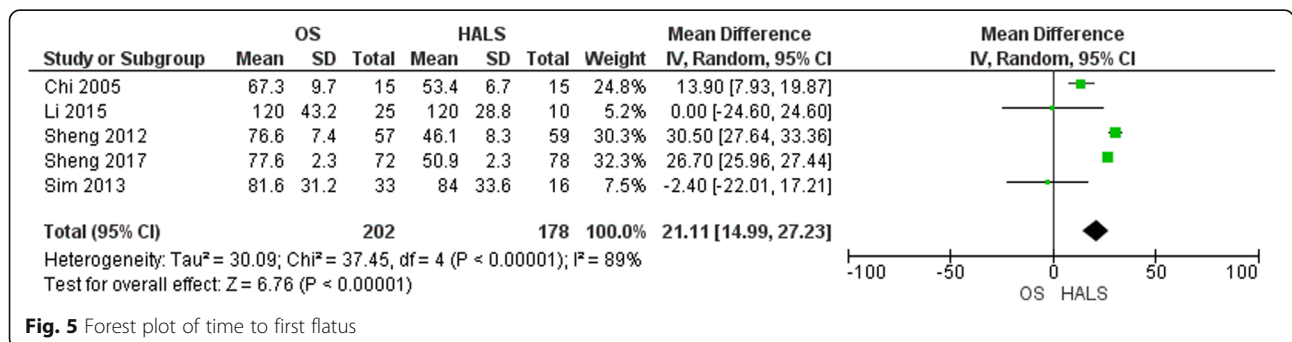 OS HALS Mean Difference Mean Difference
Study or Subgroup Mean SD Total Mean SD Total Weight IV, Random, 95% CI IV, Random, 95% CI
Chi 2005 67.3 9.7 15 53.4 6.7 15 24.8% 13.90 [7.93, 19.87]
Li 2015 120 43.2 25 120 28.8 10 5.2% 0.00 [-24.60, 24.60]
Sheng 2012 76.6 7.4 57 46.1 8.3 59 30.3% 30.50 [27.64, 33.36]
Sheng 2017 77.6 2.3 72 50.9 2.3 78 32.3% 26.70 [25.96, 27.44]
Sim 2013 81.6 31.2 33 84 33.6 16 7.5% -2.40 [-22.01, 17.21]
Total (95% CI) 202 178 100.0% 21.11 [14.99, 27.23]
Heterogeneity: Tau² = 30.09; Chi² = 37.45, df = 4 (P < 0.00001); I² = 89%
Test for overall effect: Z = 6.76 (P < 0.00001)
-100 -50 0 50 100
OS HALS
Fig. 5 Forest plot of time to first flatus